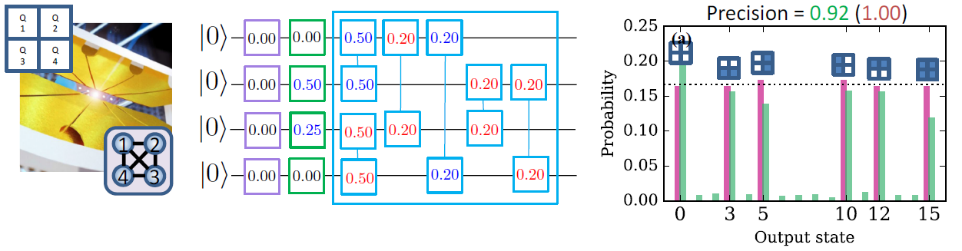 Q 1
Q 2
Q 3
Q 4
1 2
4 3
|0⟩ 0.00 0.00 0.50 0.20 0.20
|0⟩ 0.00 0.50 0.50 0.20 0.20
|0⟩ 0.00 0.25 0.50 0.20 0.20
|0⟩ 0.00 0.00 0.50 0.20 0.20
Precision = 0.92 (1.00)
(a)
Probability
0.25
0.20
0.15
0.10
0.05
0.00
0 3 5 10 12 15
Output state